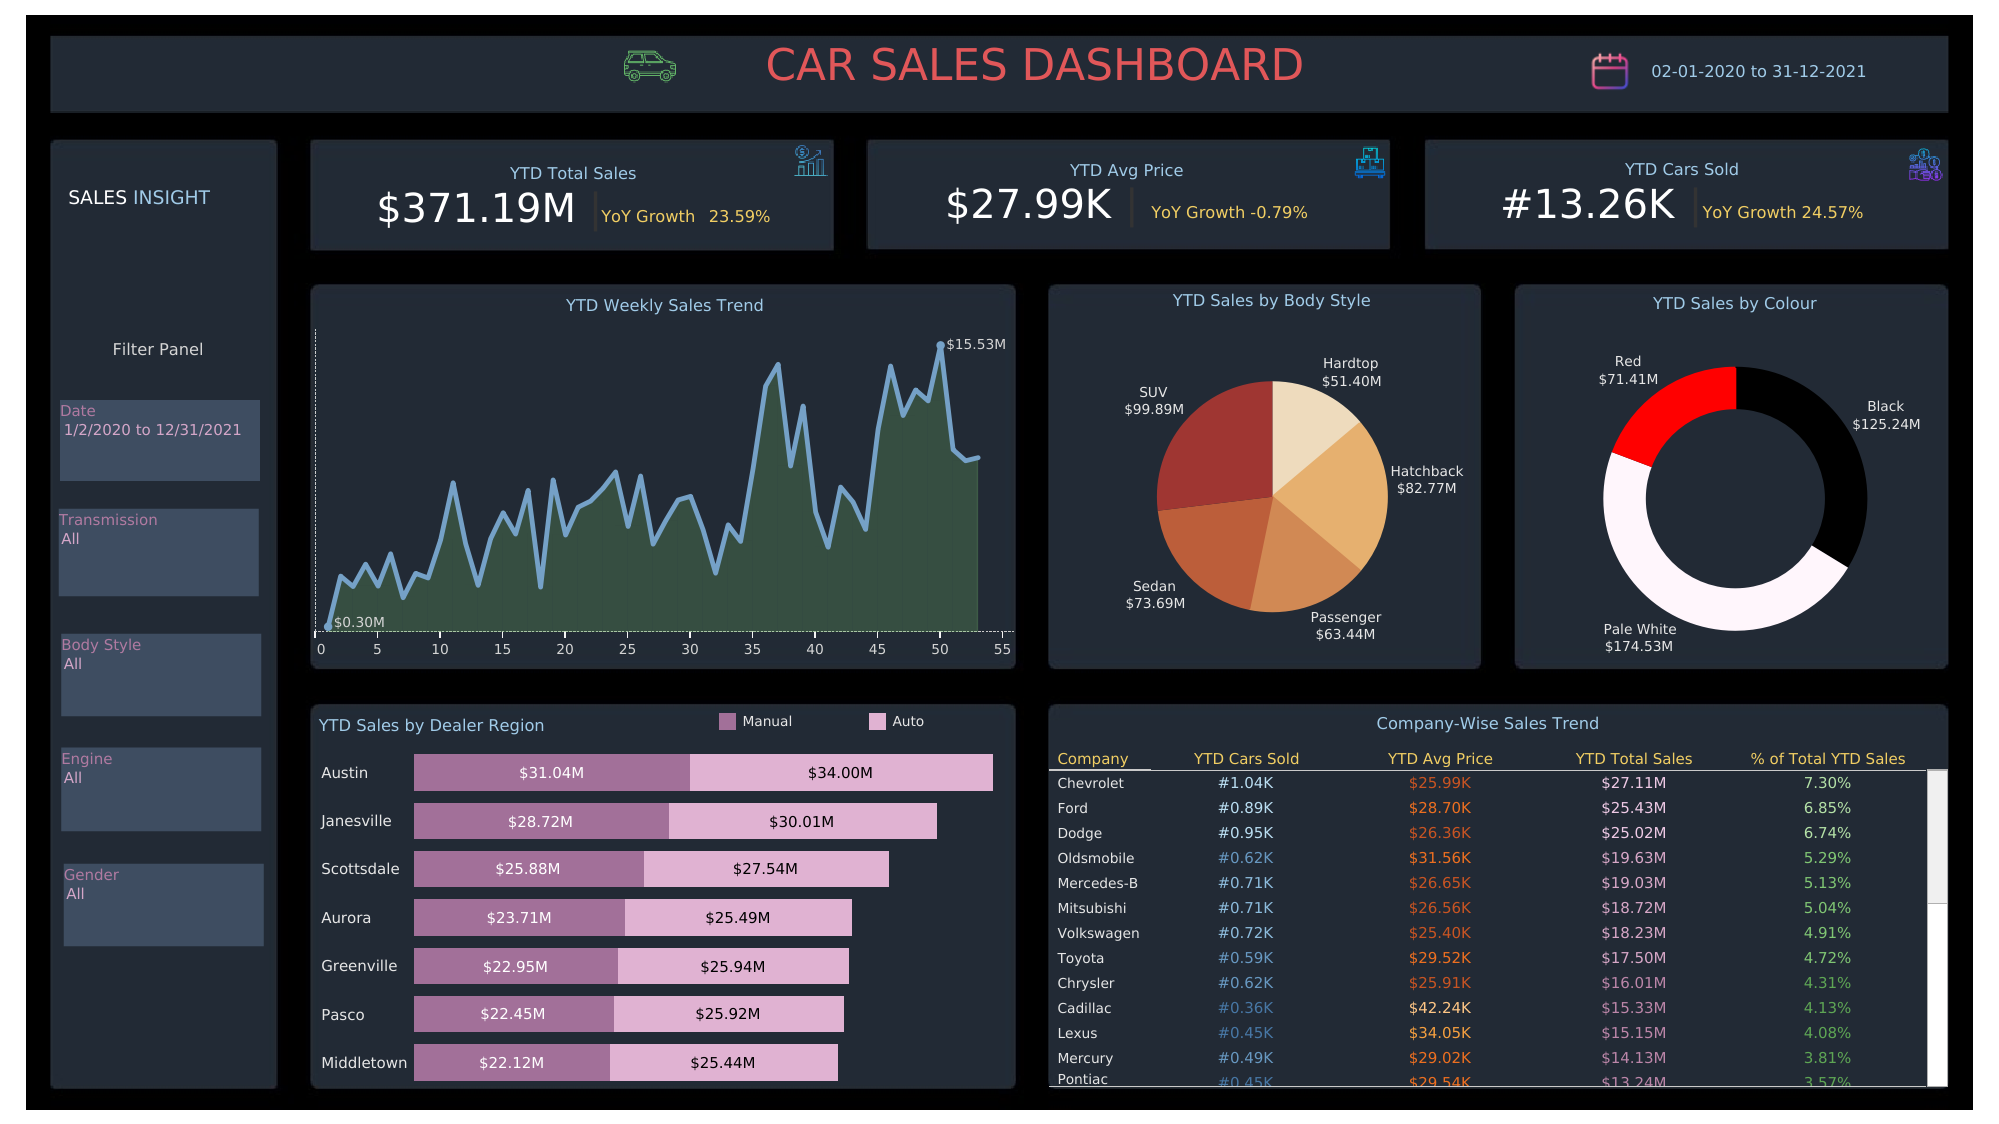 CAR SALES DASHBOARD
02-01-2020 to 31-12-2021
SALES INSIGHT
Filter Panel
Date
1/2/2020 to 12/31/2021
Transmission
All
Body Style
All
Engine
All
Gender
All
YTD Total Sales
$371.19M YoY Growth 23.59%
YTD Avg Price
$27.99K YoY Growth -0.79%
YTD Cars Sold
#13.26K YoY Growth 24.57%
YTD Weekly Sales Trend
$15.53M
$0.30M
0 5 10 15 20 25 30 35 40 45 50 55
YTD Sales by Body Style
Hardtop
$51.40M
SUV
$99.89M
Hatchback
$82.77M
Sedan
$73.69M
Passenger
$63.44M
YTD Sales by Colour
Red
$71.41M
Black
$125.24M
Pale White
$174.53M
YTD Sales by Dealer Region Manual Auto
Austin $31.04M $34.00M
Janesville $28.72M $30.01M
Scottsdale $25.88M $27.54M
Aurora $23.71M $25.49M
Greenville $22.95M $25.94M
Pasco $22.45M $25.92M
Middletown $22.12M $25.44M
Company-Wise Sales Trend
Company YTD Cars Sold YTD Avg Price YTD Total Sales % of Total YTD Sales
Chevrolet #1.04K $25.99K $27.11M 7.30%
Ford #0.89K $28.70K $25.43M 6.85%
Dodge #0.95K $26.36K $25.02M 6.74%
Oldsmobile #0.62K $31.56K $19.63M 5.29%
Mercedes-B #0.71K $26.65K $19.03M 5.13%
Mitsubishi #0.71K $26.56K $18.72M 5.04%
Volkswagen #0.72K $25.40K $18.23M 4.91%
Toyota #0.59K $29.52K $17.50M 4.72%
Chrysler #0.62K $25.91K $16.01M 4.31%
Cadillac #0.36K $42.24K $15.33M 4.13%
Lexus #0.45K $34.05K $15.15M 4.08%
Mercury #0.49K $29.02K $14.13M 3.81%
Pontiac #0.45K $29.54K $13.24M 3.57%